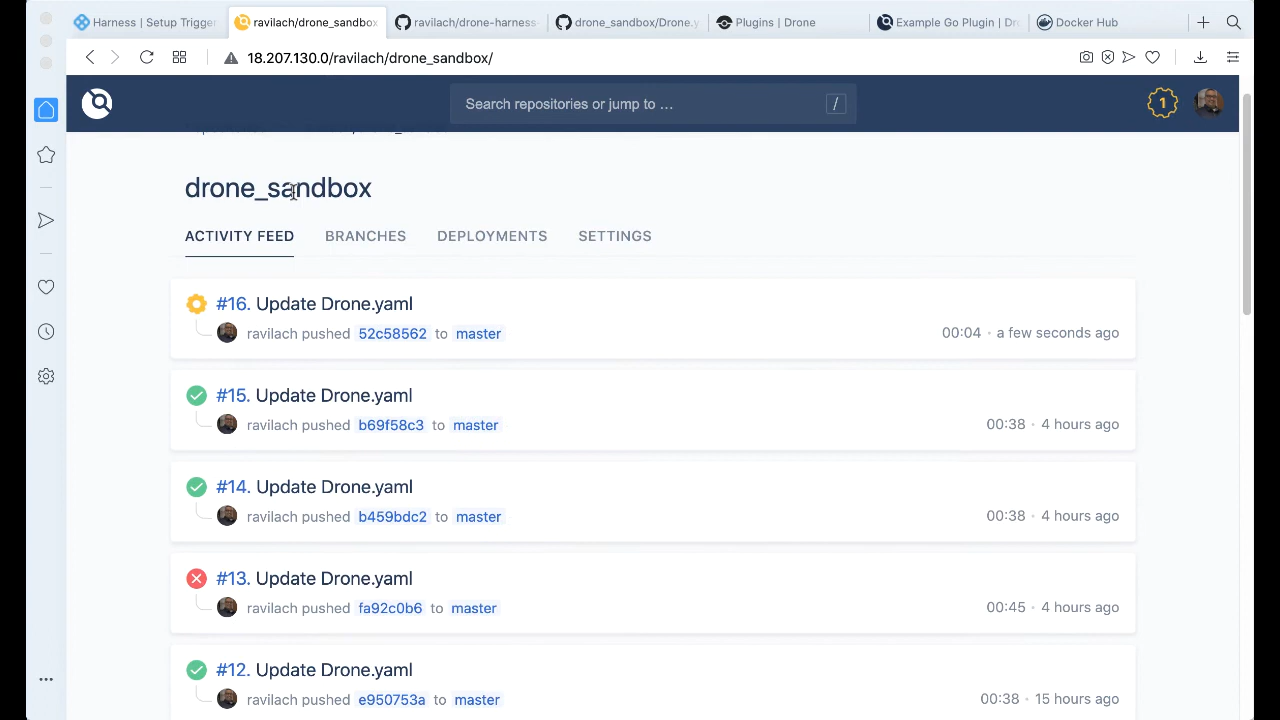 Harness | Setup Trigge
ravilach/drone_sandbox
ravilach/drone-harness-
drone_sandbox/Drone.y
Plugins | Drone
Example Go Plugin | Dr
Docker Hub
18.207.130.0/ravilach/drone_sandbox/
Search repositories or jump to …
/
1
drone_sandbox
ACTIVITY FEED
BRANCHES
DEPLOYMENTS
SETTINGS
#16. Update Drone.yaml
ravilach pushed 52c58562 to master
00:04 · a few seconds ago
#15. Update Drone.yaml
ravilach pushed b69f58c3 to master
00:38 · 4 hours ago
#14. Update Drone.yaml
ravilach pushed b459bdc2 to master
00:38 · 4 hours ago
#13. Update Drone.yaml
ravilach pushed fa92c0b6 to master
00:45 · 4 hours ago
#12. Update Drone.yaml
ravilach pushed e950753a to master
00:38 · 15 hours ago